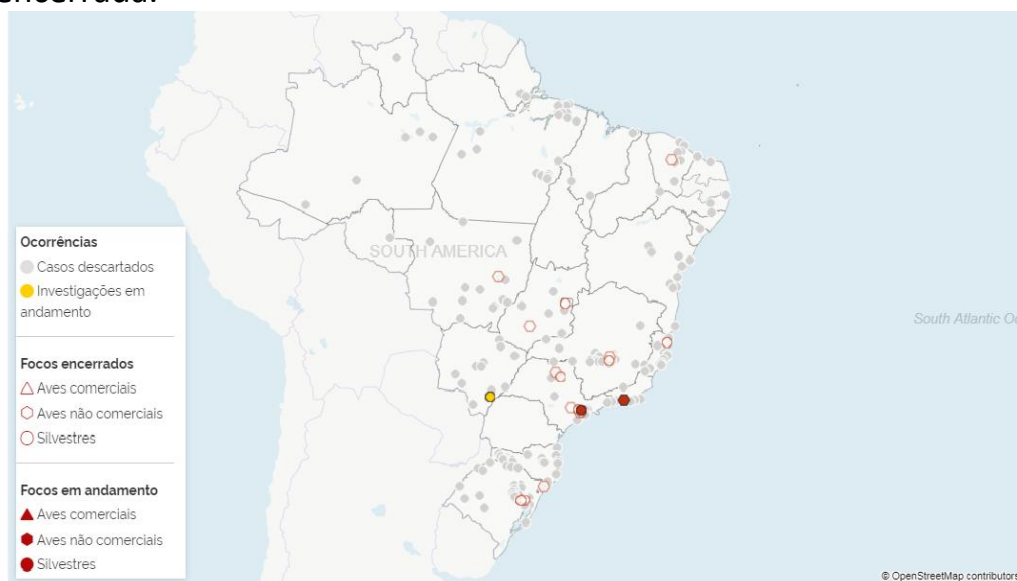 encerrada.
SOUTH AMERICA
Ocorrências
Casos descartados
Investigações em
andamento
South Atlantic Oc
Focos encerrados
Aves comerciais
Aves não comerciais
Silvestres
Focos em andamento
Aves comerciais
Aves não comerciais
Silvestres
© OpenStreetMap contributors